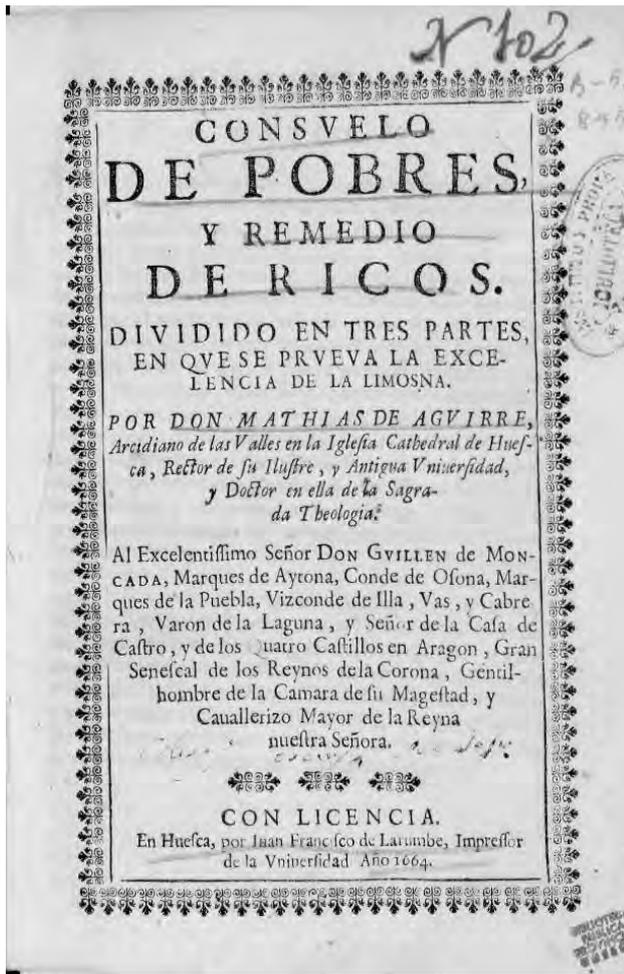 Nº 102
CONSVELO
DE POBRES,
Y REMEDIO
DE RICOS.
DIVIDIDO EN TRES PARTES,
EN QVE SE PRVEVA LA EXCE-
LENCIA DE LA LIMOSNA.
POR DON MATHIAS DE AGVIRRE,
Arcidiano de las Valles en la Iglesia Cathedral de Hueſ-
ca, Rector de ſu Iluſtre, y Antigua Vniuerſidad,
y Doctor en ella de la Sagra-
da Theologia.
Al Excelentiſſimo Señor DON GVILLEN de MON-
CADA, Marques de Aytona, Conde de Oſona, Mar-
ques de la Puebla, Vizconde de Illa, Vas, y Cabre
ra, Varon de la Laguna, y Señor de la Caſa de
Caſtro, y de los Quatro Caſtillos en Aragon, Gran
Seneſcal de los Reynos de la Corona, Gentil-
hombre de la Camara de ſu Mageſtad, y
Cauallerizo Mayor de la Reyna
nueſtra Señora.
CON LICENCIA.
En Hueſca, por Iuan Franciſco de Larumbe, Impreſſor
de la Vniuerſidad Año 1664.